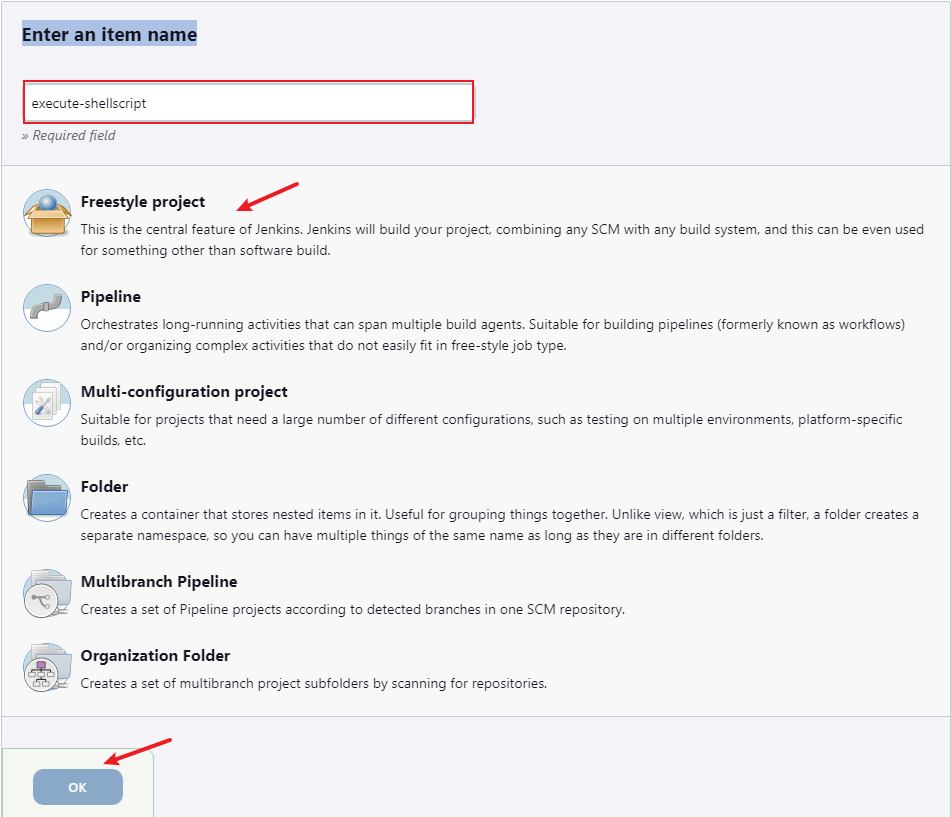 Enter an item name
execute-shellscript
» Required field
Freestyle project
This is the central feature of Jenkins. Jenkins will build your project, combining any SCM with any build system, and this can be even used
for something other than software build.
Pipeline
Orchestrates long-running activities that can span multiple build agents. Suitable for building pipelines (formerly known as workflows)
and/or organizing complex activities that do not easily fit in free-style job type.
Multi-configuration project
Suitable for projects that need a large number of different configurations, such as testing on multiple environments, platform-specific
builds, etc.
Folder
Creates a container that stores nested items in it. Useful for grouping things together. Unlike view, which is just a filter, a folder creates a
separate namespace, so you can have multiple things of the same name as long as they are in different folders.
Multibranch Pipeline
Creates a set of Pipeline projects according to detected branches in one SCM repository.
Organization Folder
Creates a set of multibranch project subfolders by scanning for repositories.
OK